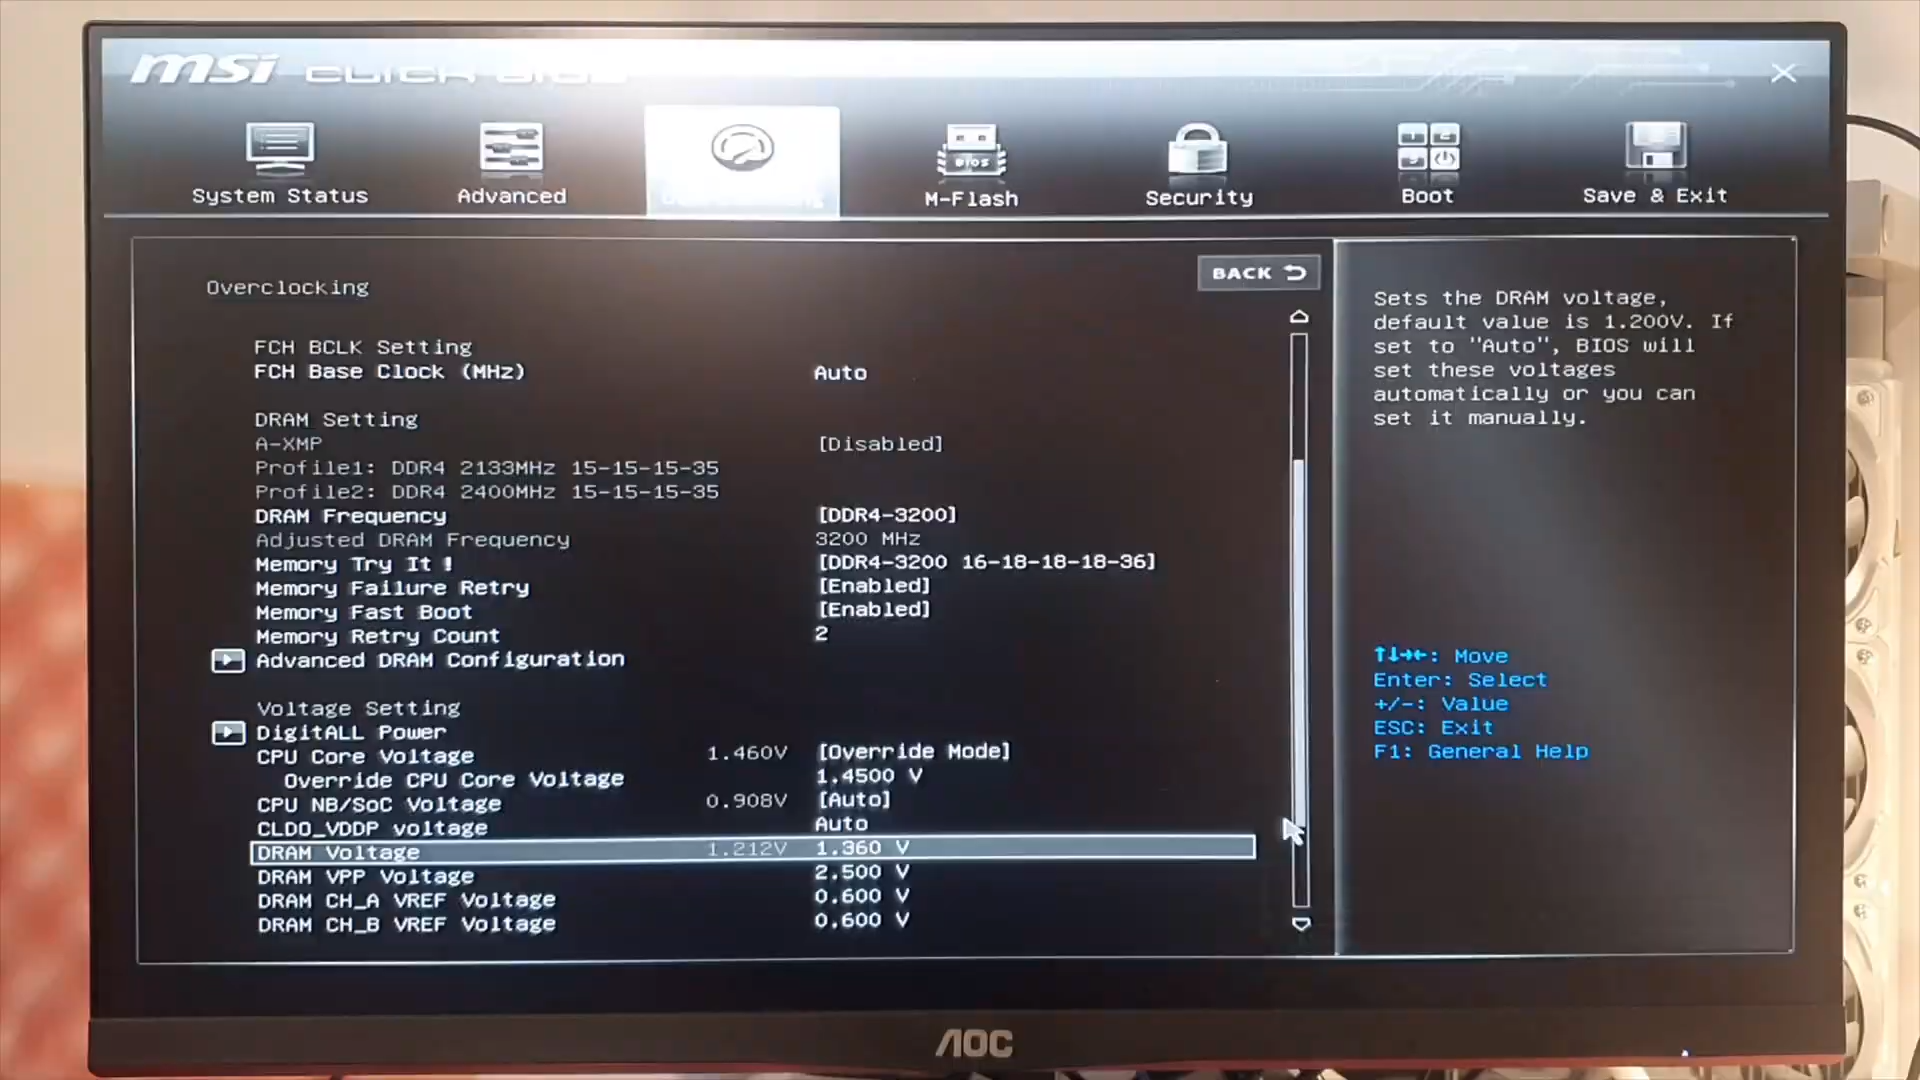 msi CLICK BIOS
System Status
Advanced
M-Flash
Security
Boot
Save & Exit
Overclocking
BACK
FCH BCLK Setting
FCH Base Clock (MHz) Auto
DRAM Setting
A-XMP [Disabled]
Profile1: DDR4 2133MHz 15-15-15-35
Profile2: DDR4 2400MHz 15-15-15-35
DRAM Frequency [DDR4-3200]
Adjusted DRAM Frequency 3200 MHz
Memory Try It ! [DDR4-3200 16-18-18-18-36]
Memory Failure Retry [Enabled]
Memory Fast Boot [Enabled]
Memory Retry Count 2
Advanced DRAM Configuration
Voltage Setting
DigitALL Power
CPU Core Voltage 1.460V [Override Mode]
Override CPU Core Voltage 1.4500 V
CPU NB/SoC Voltage 0.908V [Auto]
CLDO_VDDP voltage Auto
DRAM Voltage 1.212V 1.360 V
DRAM VPP Voltage 2.500 V
DRAM CH_A VREF Voltage 0.600 V
DRAM CH_B VREF Voltage 0.600 V
Sets the DRAM voltage,
default value is 1.200V. If
set to "Auto", BIOS will
set these voltages
automatically or you can
set it manually.
↑↓→←: Move
Enter: Select
+/-: Value
ESC: Exit
F1: General Help
AOC